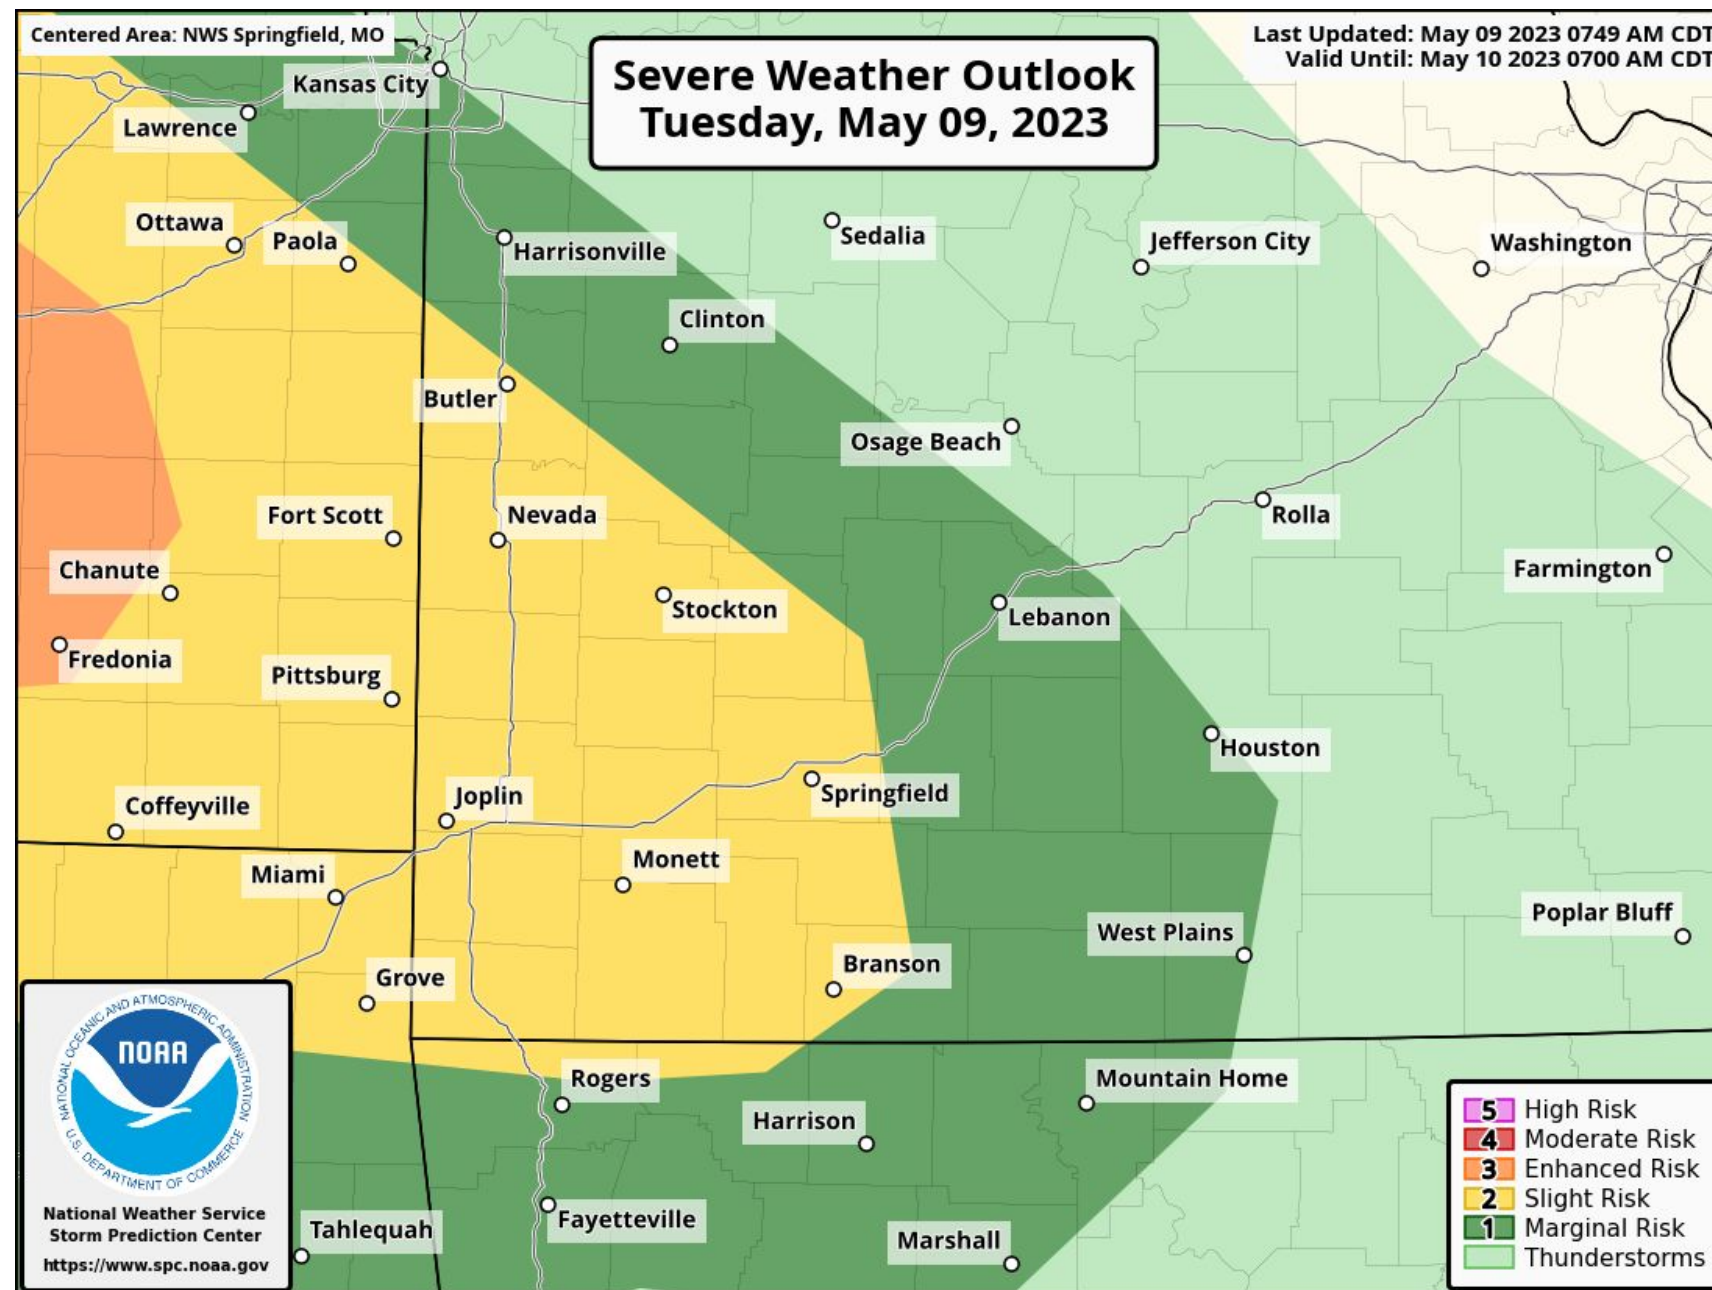 Centered Area: NWS Springfield, MO
Last Updated: May 09 2023 0749 AM CDT
Valid Until: May 10 2023 0700 AM CDT
Severe Weather Outlook
Tuesday, May 09, 2023
Kansas City
Lawrence
Ottawa
Paola
Harrisonville
Sedalia
Jefferson City
Washington
Clinton
Butler
Osage Beach
Fort Scott
Nevada
Rolla
Chanute
Farmington
Stockton
Lebanon
Fredonia
Pittsburg
Houston
Coffeyville
Joplin
Springfield
Miami
Monett
Poplar Bluff
West Plains
Grove
Branson
Rogers
Mountain Home
Harrison
Fayetteville
Tahlequah
Marshall
NATIONAL OCEANIC AND ATMOSPHERIC ADMINISTRATION
NOAA
U.S. DEPARTMENT OF COMMERCE
National Weather Service
Storm Prediction Center
https://www.spc.noaa.gov
5 High Risk
4 Moderate Risk
3 Enhanced Risk
2 Slight Risk
1 Marginal Risk
Thunderstorms